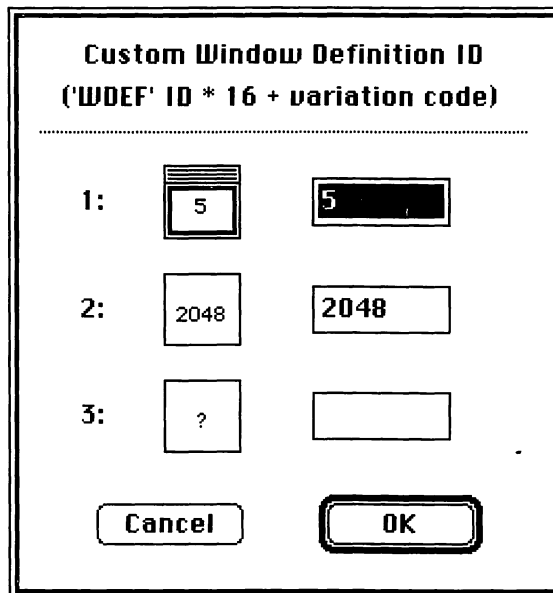 Custom Window Definition ID
('WDEF' ID * 16 + variation code)
1: 5 5
2: 2048 2048
3: ?
Cancel OK